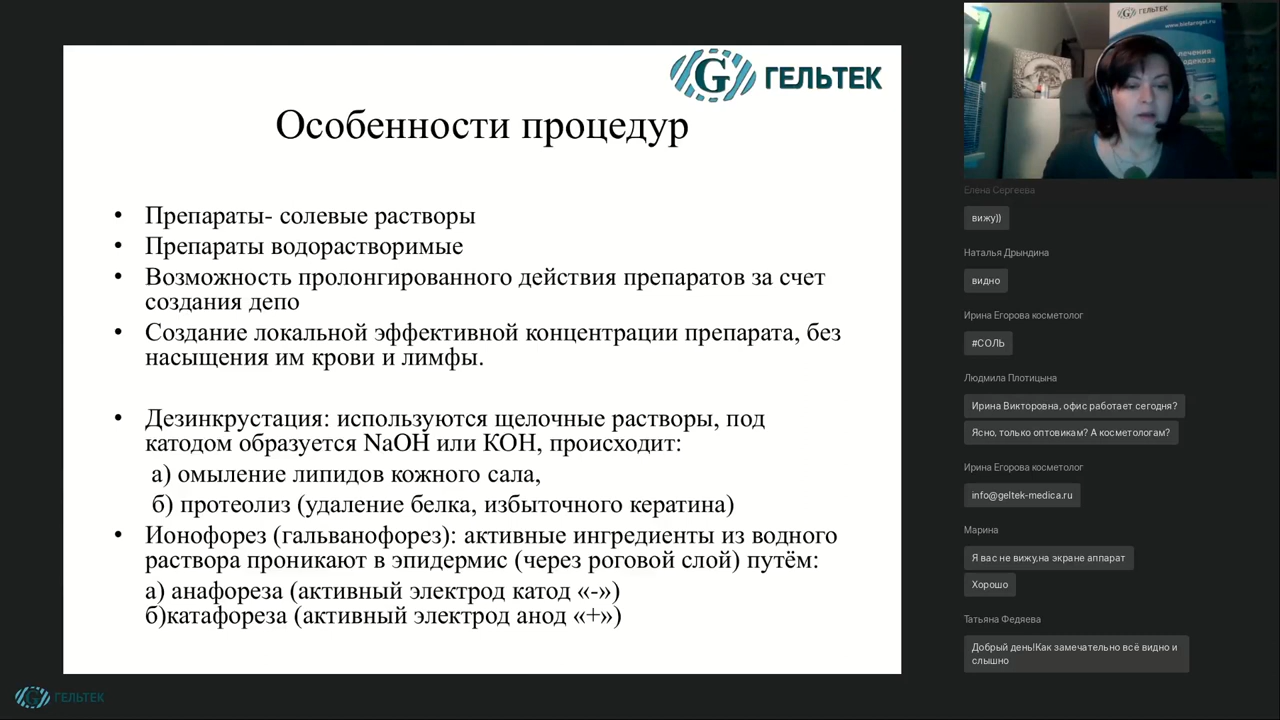 ГЕЛЬТЕК
Особенности процедур
• Препараты- солевые растворы
• Препараты водорастворимые
• Возможность пролонгированного действия препаратов за счет
создания депо
• Создание локальной эффективной концентрации препарата, без
насыщения им крови и лимфы.
• Дезинкрустация: используются щелочные растворы, под
катодом образуется NaOH или КОН, происходит:
а) омыление липидов кожного сала,
б) протеолиз (удаление белка, избыточного кератина)
• Ионофорез (гальванофорез): активные ингредиенты из водного
раствора проникают в эпидермис (через роговой слой) путём:
а) анафореза (активный электрод катод «-»)
б)катафореза (активный электрод анод «+»)
ГЕЛЬТЕК
ГЕЛЬТЕК
Елена Сергеева
вижу))
Наталья Дрындина
видно
Ирина Егорова косметолог
#СОЛЬ
Людмила Плотицына
Ирина Викторовна, офис работает сегодня?
Ясно, только оптовикам? А косметологам?
Ирина Егорова косметолог
info@geltek-medica.ru
Марина
Я вас не вижу,на экране аппарат
Хорошо
Татьяна Федяева
Добрый день!Как замечательно всё видно и
слышно